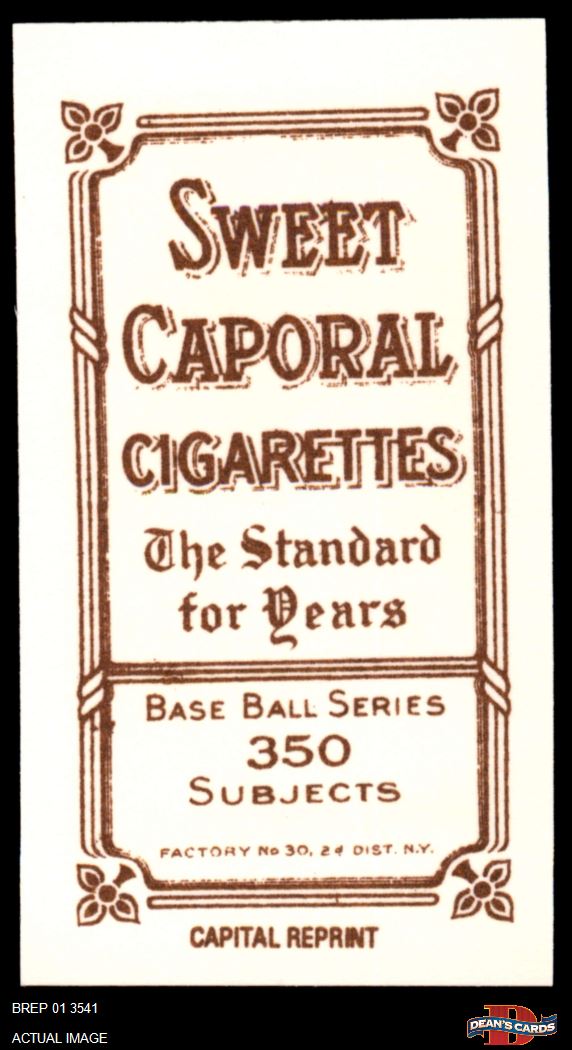 SWEET
CAPORAL
CIGARETTES
The Standard
for Years
BASE BALL SERIES
350
SUBJECTS
FACTORY No 30, 2d DIST. N.Y.
CAPITAL REPRINT
BREP 01 3541
ACTUAL IMAGE
D
DEAN'S CARDS